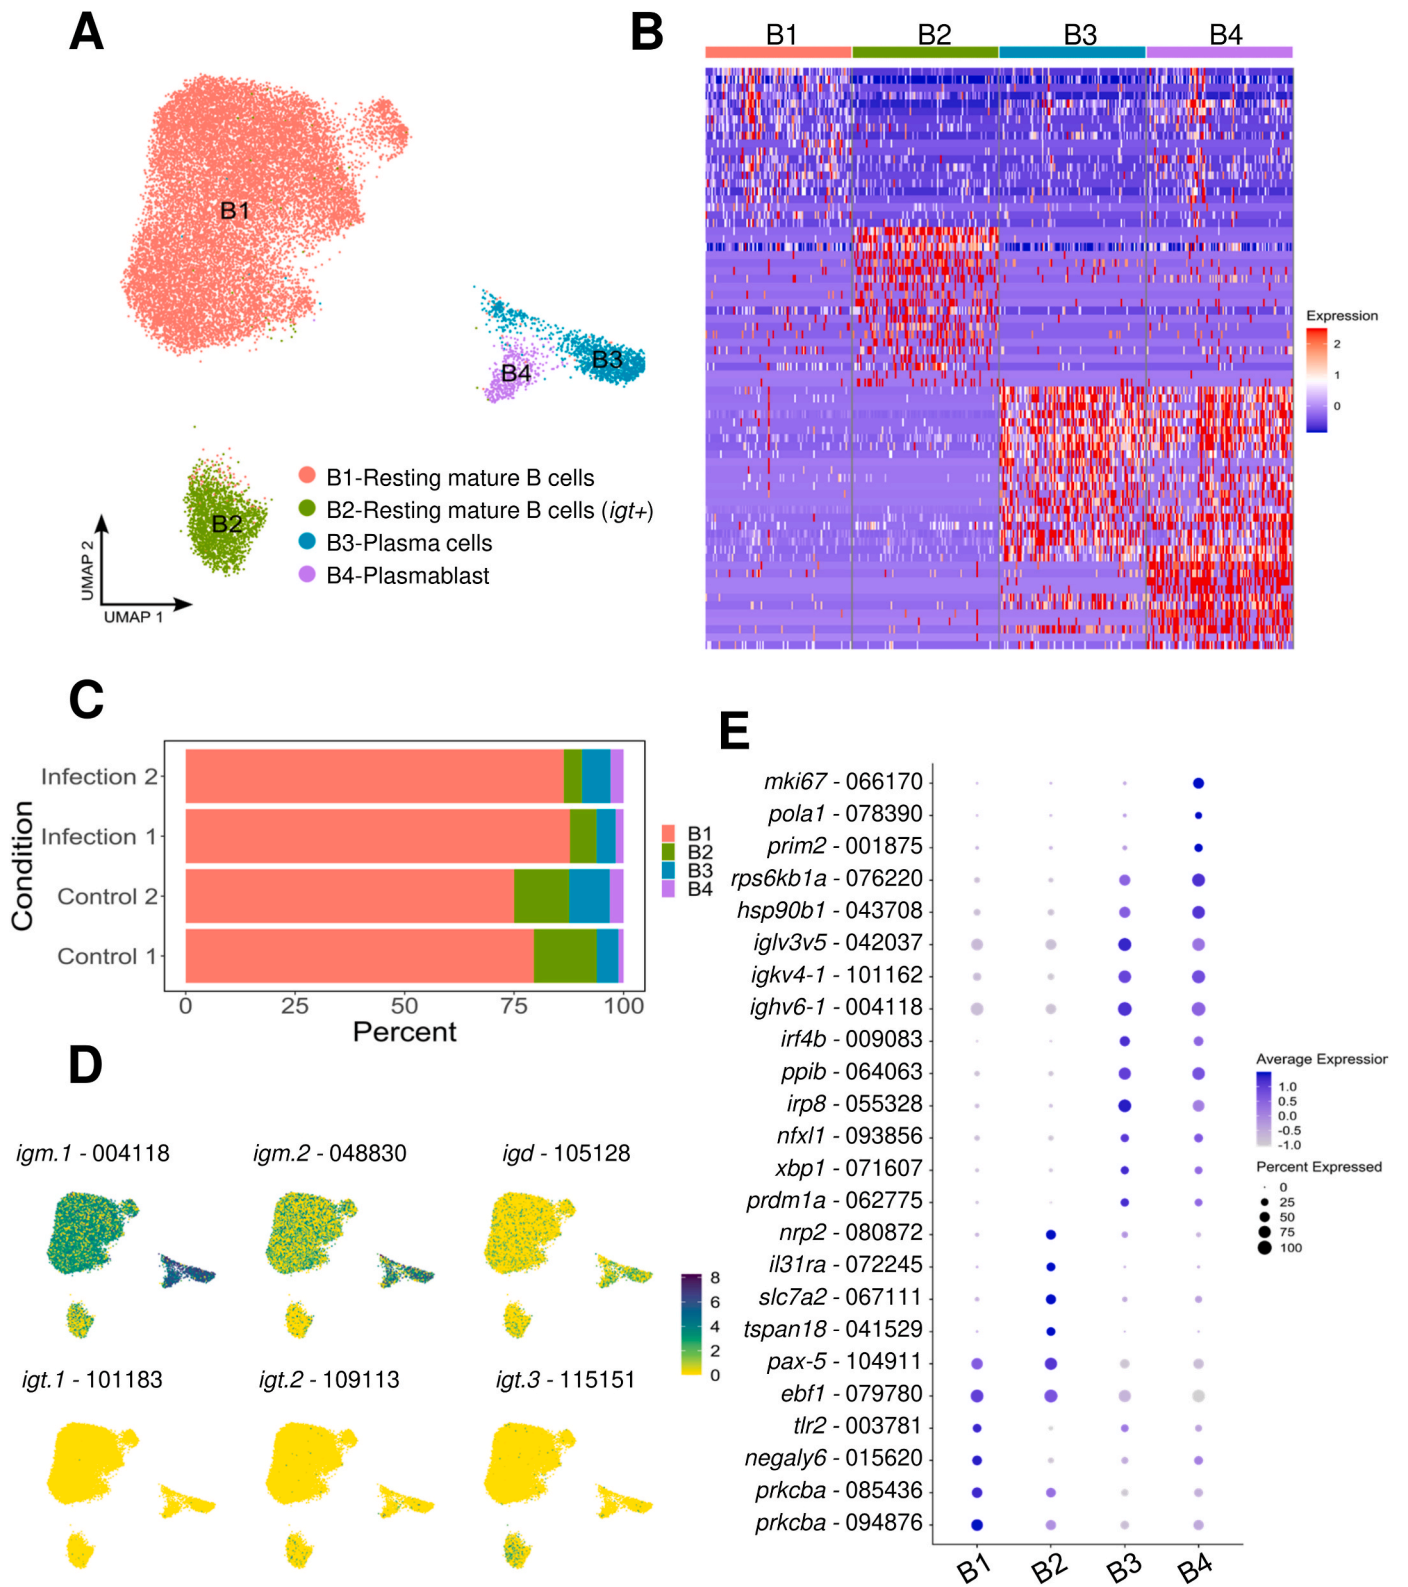 A
B1
B3
B4
B2
B1-Resting mature B cells
B2-Resting mature B cells (igt+)
B3-Plasma cells
B4-Plasmablast
UMAP 2
UMAP 1
B
B1 B2 B3 B4
Expression
2
1
0
C
Condition
Infection 2
Infection 1
Control 2
Control 1
0 25 50 75 100
Percent
B1
B2
B3
B4
D
igm.1 - 004118 igm.2 - 048830 igd - 105128
igt.1 - 101183 igt.2 - 109113 igt.3 - 115151
8
6
4
2
0
E
mki67 - 066170
pola1 - 078390
prim2 - 001875
rps6kb1a - 076220
hsp90b1 - 043708
iglv3v5 - 042037
igkv4-1 - 101162
ighv6-1 - 004118
irf4b - 009083
ppib - 064063
irp8 - 055328
nfxl1 - 093856
xbp1 - 071607
prdm1a - 062775
nrp2 - 080872
il31ra - 072245
slc7a2 - 067111
tspan18 - 041529
pax-5 - 104911
ebf1 - 079780
tlr2 - 003781
negaly6 - 015620
prkcba - 085436
prkcba - 094876
B1 B2 B3 B4
Average Expression
1.0
0.5
0.0
-0.5
-1.0
Percent Expressed
0
25
50
75
100